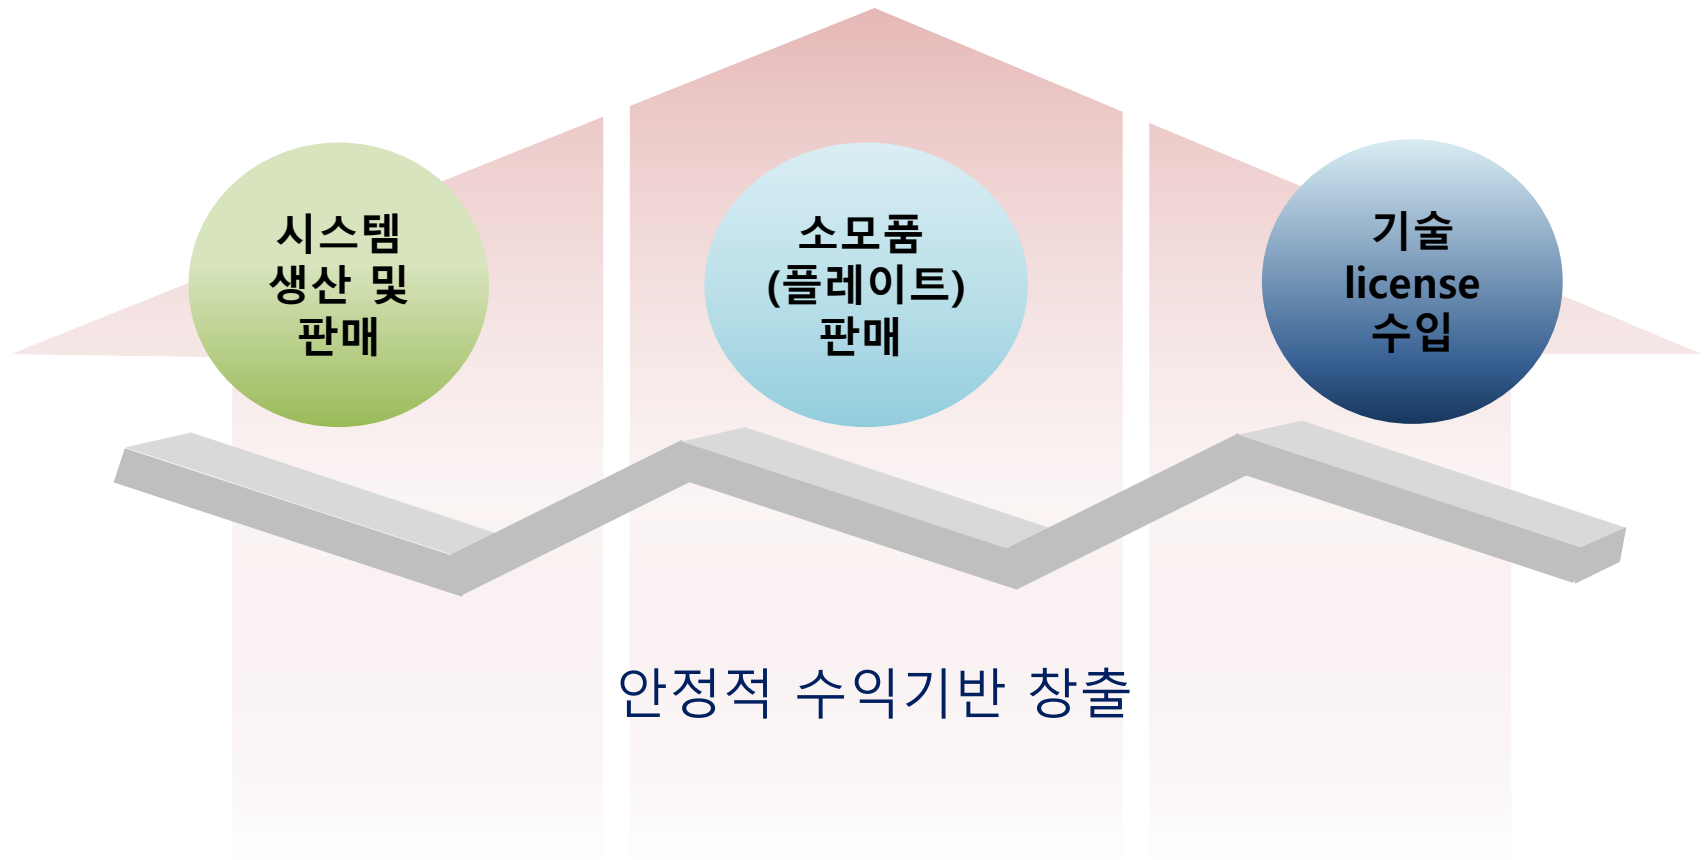 시스템
생산 및
판매
소모품
(플레이트)
판매
기술
license
수입
안정적 수익기반 창출